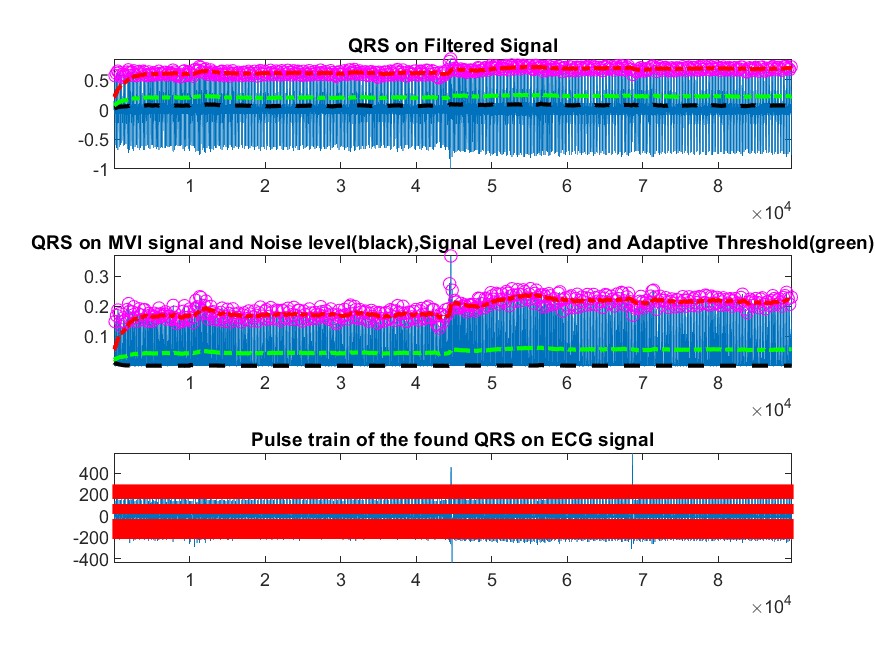 QRS on Filtered Signal
0.5
0
-0.5
-1
1 2 3 4 5 6 7 8
×10^4
QRS on MVI signal and Noise level(black),Signal Level (red) and Adaptive Threshold(green)
0.3
0.2
0.1
1 2 3 4 5 6 7 8
×10^4
Pulse train of the found QRS on ECG signal
400
200
0
-200
-400
1 2 3 4 5 6 7 8
×10^4